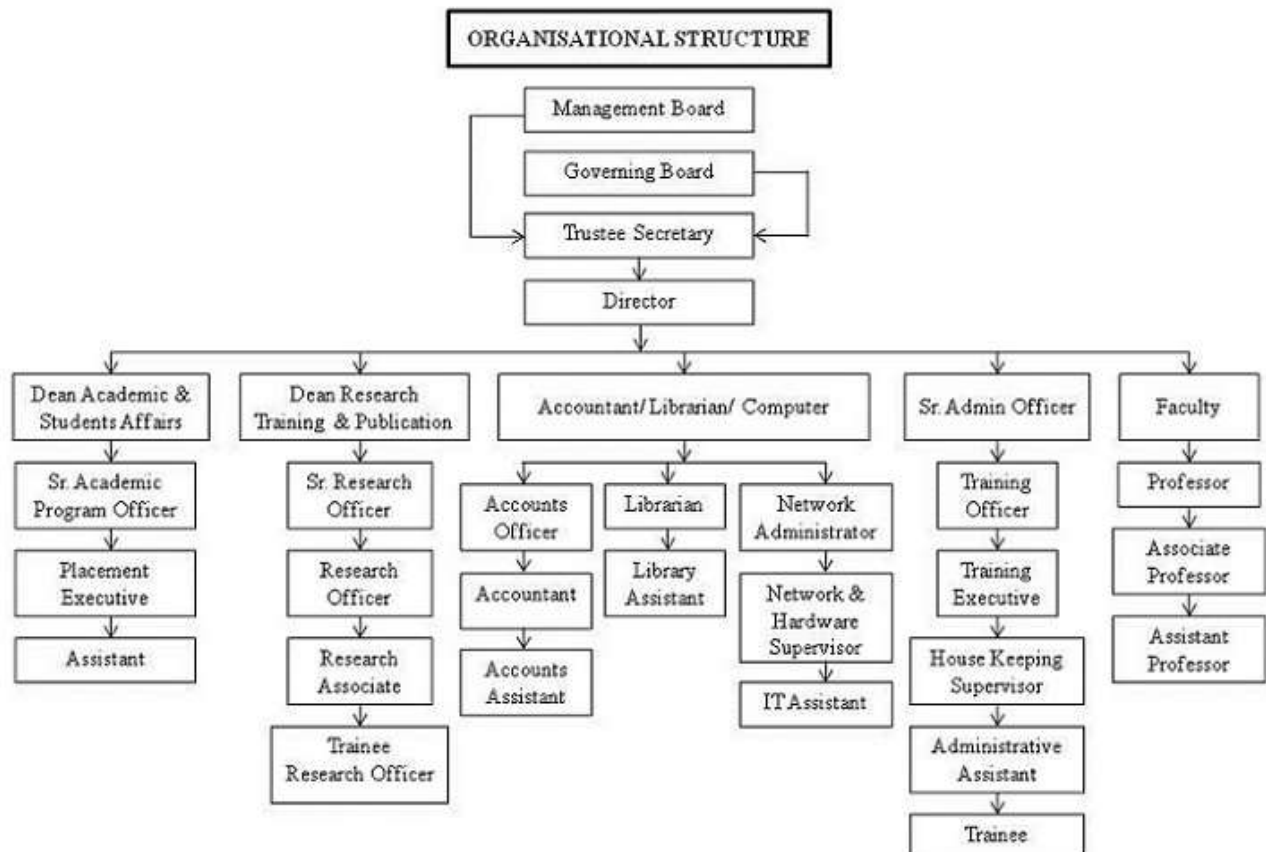 ORGANISATIONAL STRUCTURE
Management Board
Governing Board
Trustee Secretary
Director
Dean Academic &
Students Affairs
Dean Research
Training & Publication
Accountant/ Librarian/ Computer
Sr. Admin Officer
Faculty
Sr. Academic
Program Officer
Placement
Executive
Assistant
Sr. Research
Officer
Research
Officer
Research
Associate
Trainee
Research Officer
Accounts
Officer
Accountant
Accounts
Assistant
Librarian
Library
Assistant
Network
Administrator
Network &
Hardware
Supervisor
IT Assistant
Training
Officer
Training
Executive
House Keeping
Supervisor
Administrative
Assistant
Trainee
Professor
Associate
Professor
Assistant
Professor